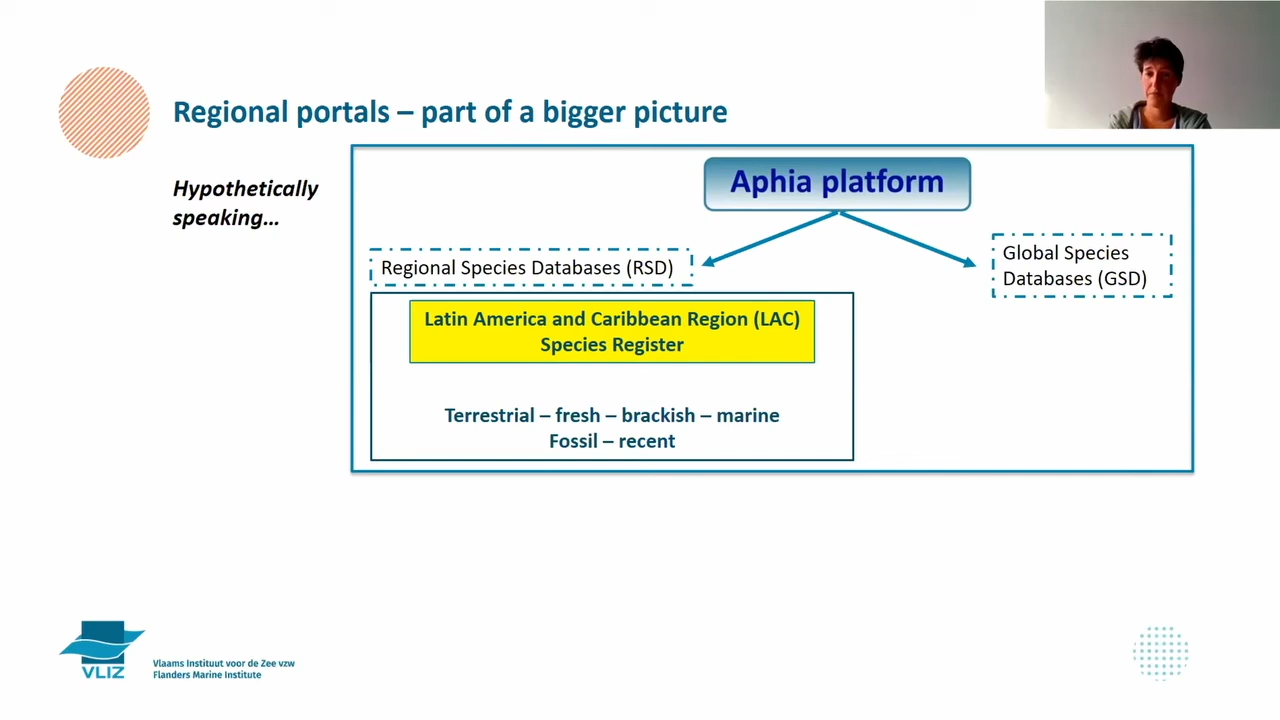 Regional portals – part of a bigger picture
Hypothetically
speaking…
Aphia platform
Regional Species Databases (RSD)
Global Species
Databases (GSD)
Latin America and Caribbean Region (LAC)
Species Register
Terrestrial – fresh – brackish – marine
Fossil – recent
VLIZ
Vlaams Instituut voor de Zee vzw
Flanders Marine Institute